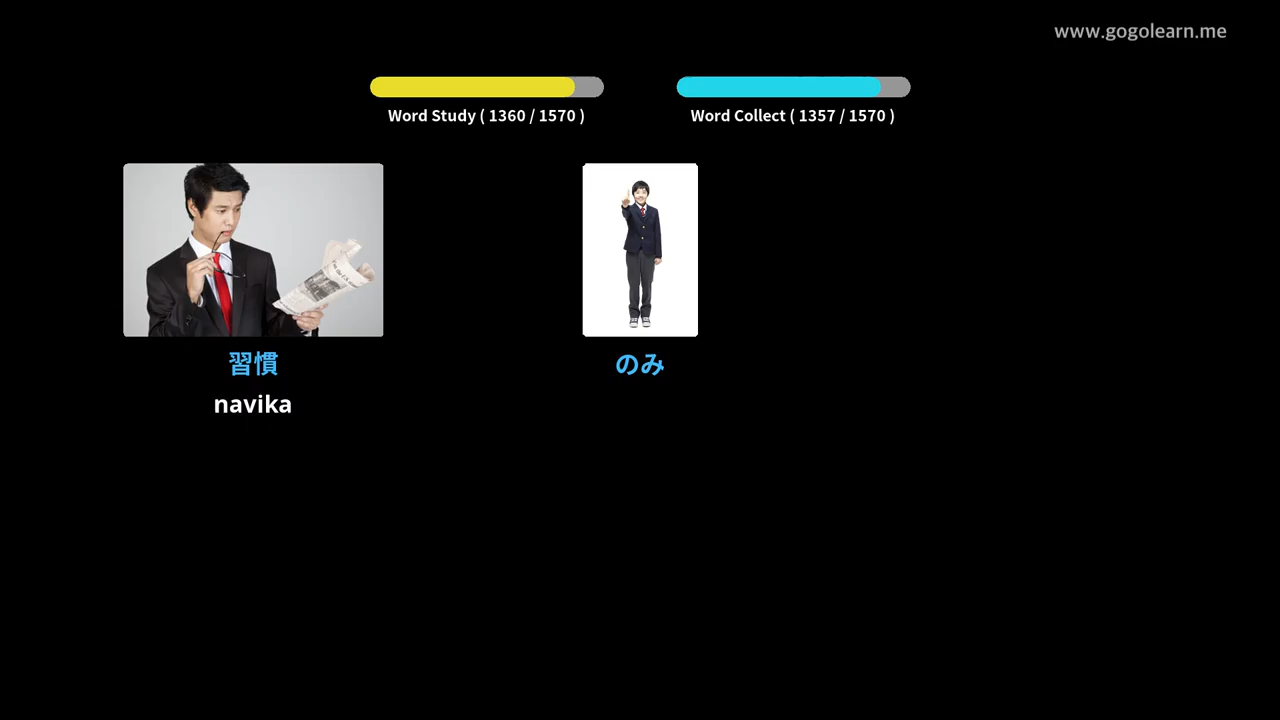 www.gogolearn.me
Word Study ( 1360 / 1570 )
Word Collect ( 1357 / 1570 )
習慣
のみ
navika